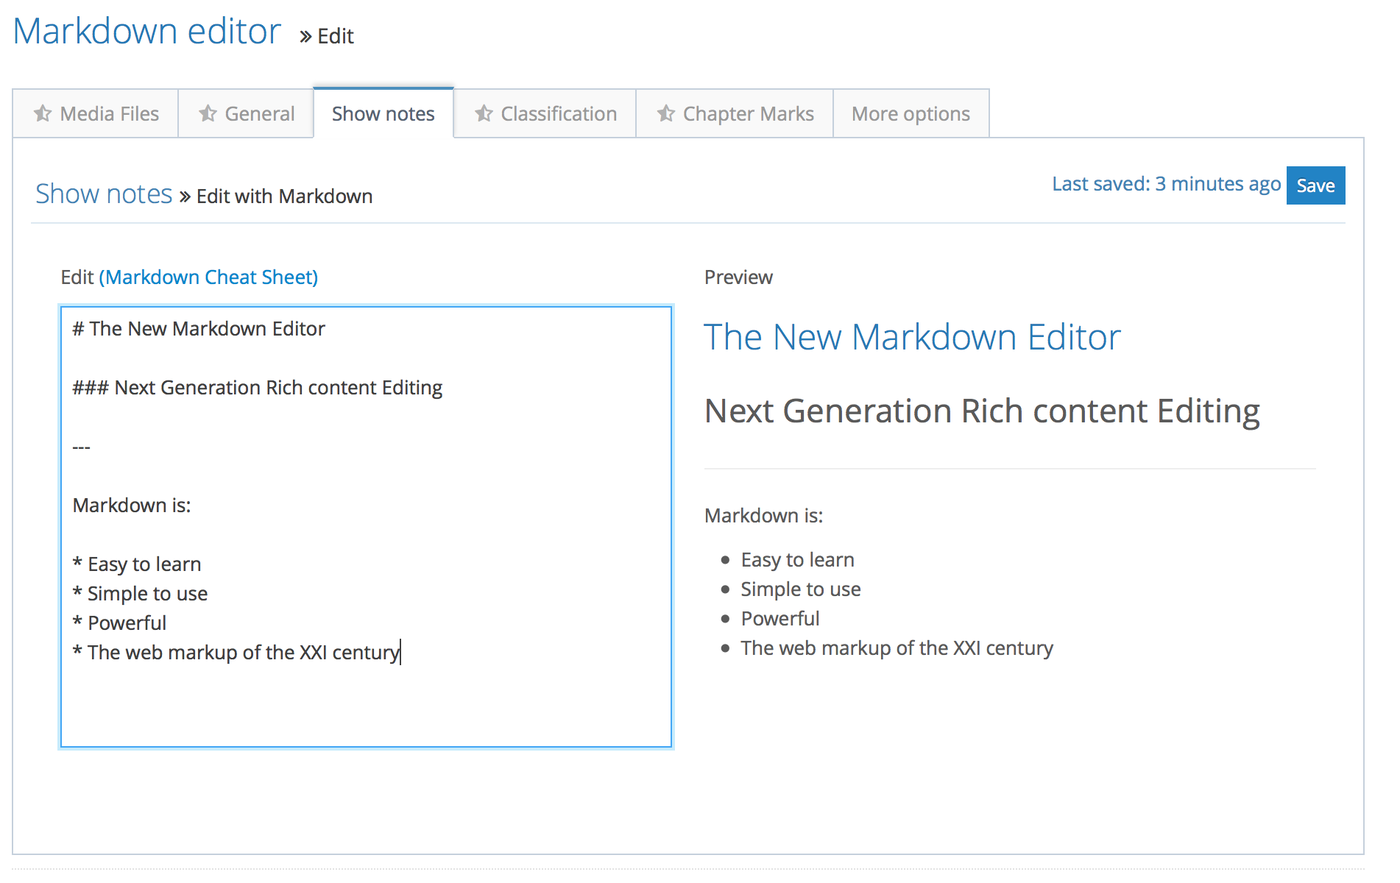 Markdown editor » Edit
Media Files General Show notes Classification Chapter Marks More options
Show notes » Edit with Markdown
Last saved: 3 minutes ago Save
Edit (Markdown Cheat Sheet)
# The New Markdown Editor
### Next Generation Rich content Editing
---
Markdown is:
* Easy to learn
* Simple to use
* Powerful
* The web markup of the XXI century
Preview
The New Markdown Editor
Next Generation Rich content Editing
Markdown is:
• Easy to learn
• Simple to use
• Powerful
• The web markup of the XXI century